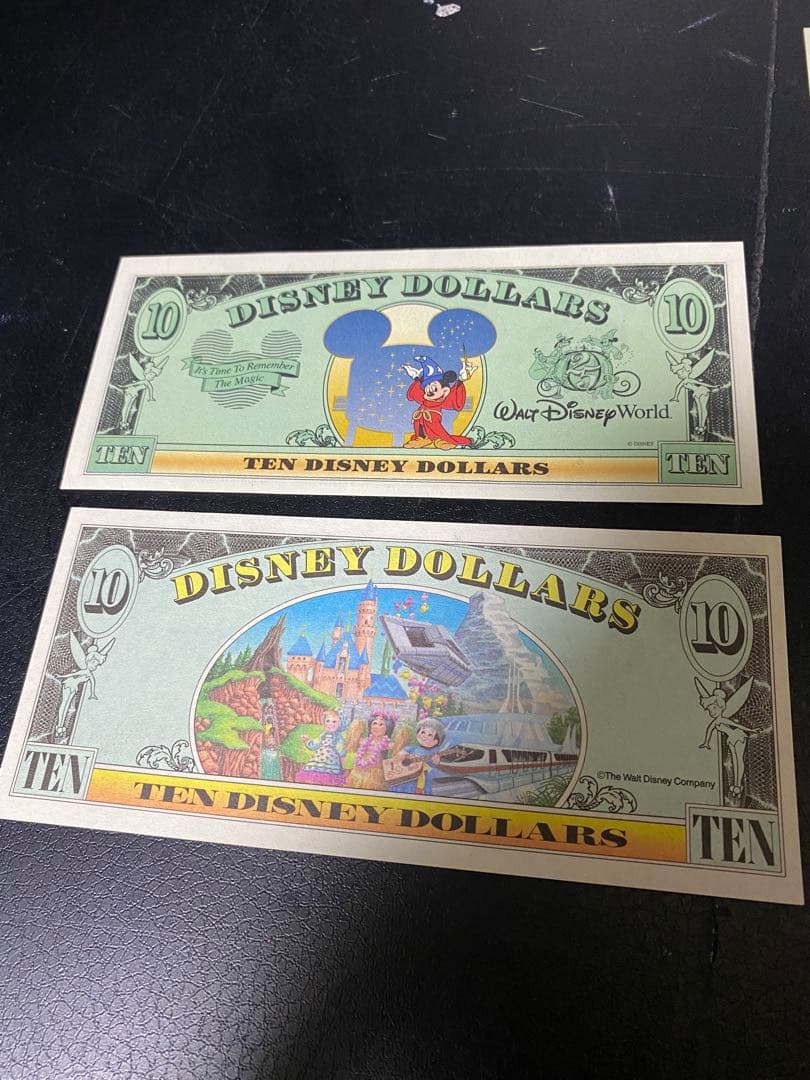 DISNEY DOLLARS
10
10
It's Time To Remember
The Magic
25
Walt Disney World
© DISNEY
TEN
TEN DISNEY DOLLARS
TEN
DISNEY DOLLARS
10
10
©The Walt Disney Company
TEN
TEN DISNEY DOLLARS
TEN